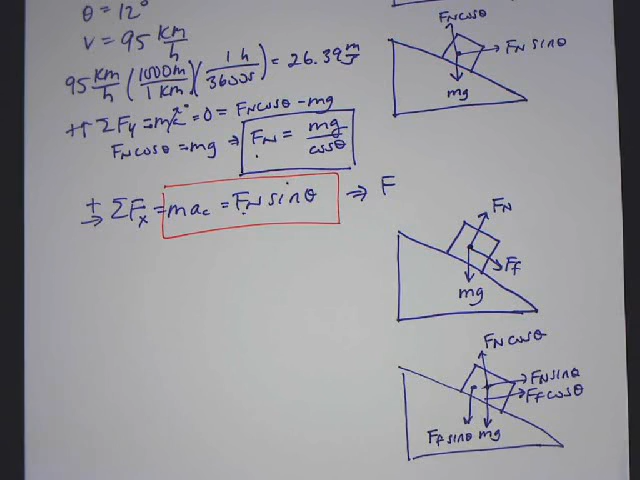 θ = 12°
v = 95 km/h
95 km/h (1000m/1km)(1h/3600s) = 26.39 m/s
+↑ ΣFy = may = 0 = FN cosθ - mg
FN cosθ = mg ⇒ FN = mg/cosθ
+→ ΣFx = mac = FN sinθ ⇒ F
FN cosθ
FN sinθ
mg
FN
Ff
mg
FN cosθ
FN sinθ
Ff cosθ
Ff sinθ mg